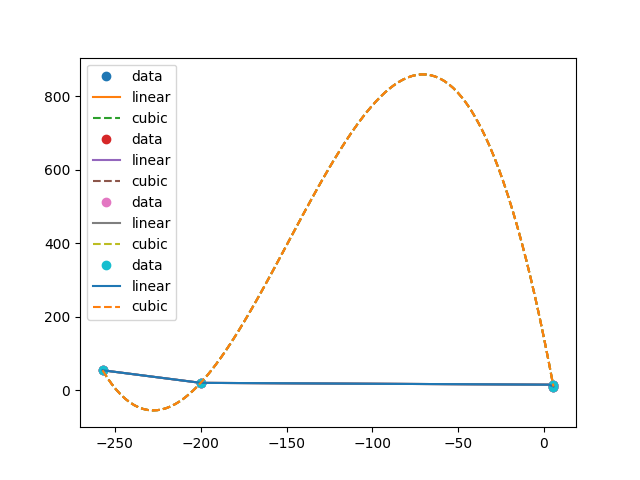 data
linear
cubic
data
linear
cubic
data
linear
cubic
data
linear
cubic
800
600
400
200
0
−250
−200
−150
−100
−50
0